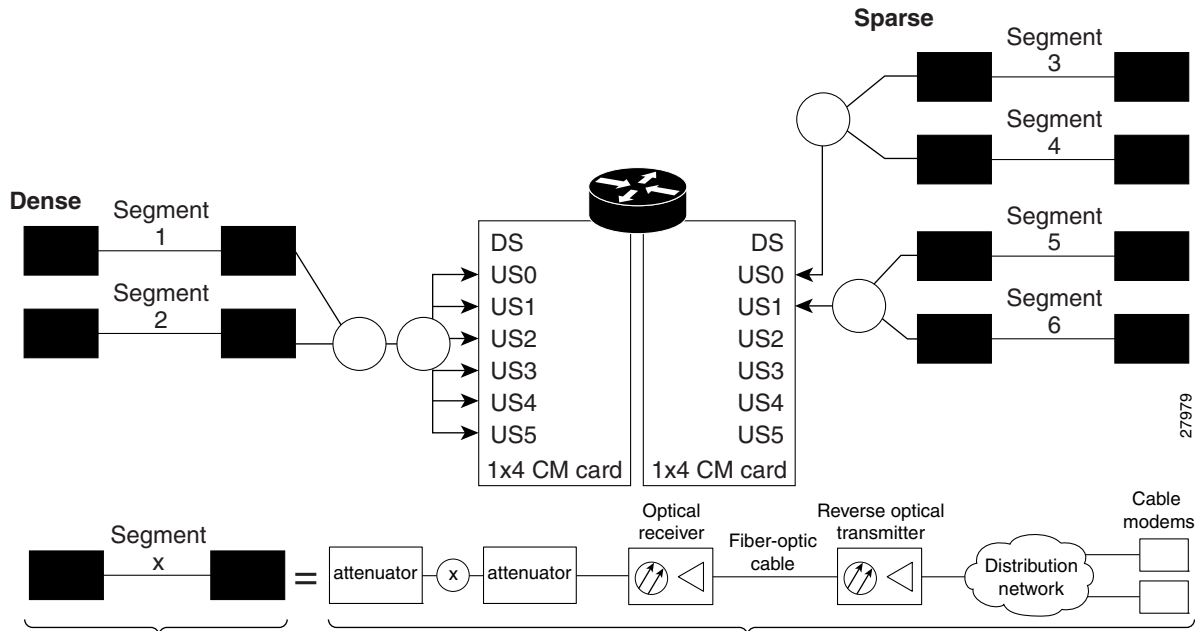 Sparse
Segment
3
Segment
4
Dense
Segment
1
Segment
2
DS
US0
US1
US2
US3
US4
US5
1x4 CM card
DS
US0
US1
US2
US3
US4
US5
1x4 CM card
Segment
5
Segment
6
27979
Segment
x
=
attenuator
x
attenuator
Optical
receiver
Fiber-optic
cable
Reverse optical
transmitter
Distribution
network
Cable
modems